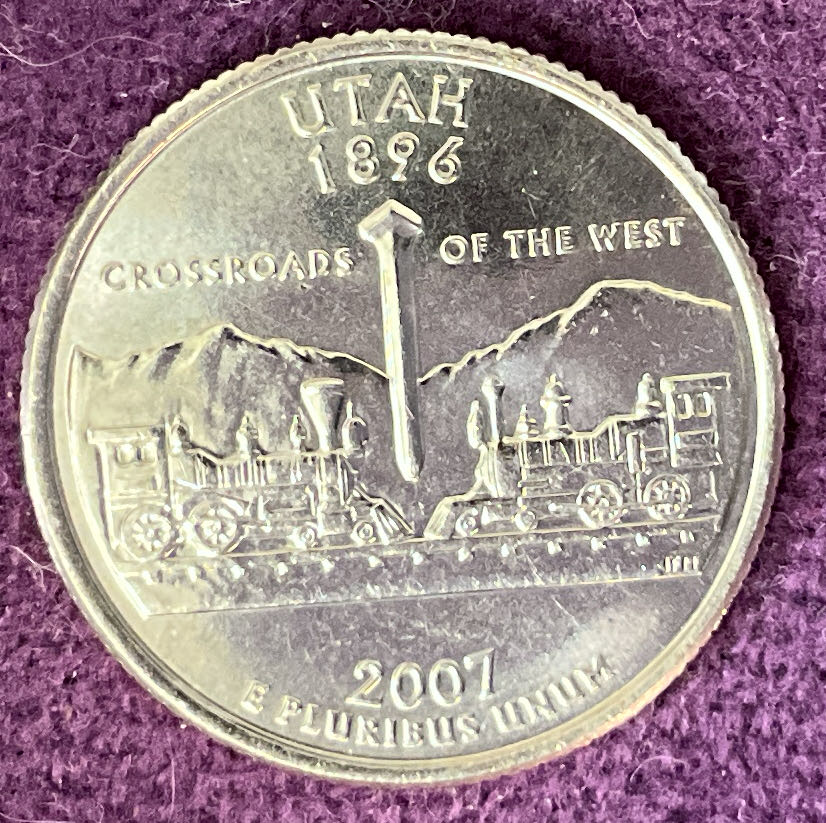 UTAH
1896
CROSSROADS OF THE WEST
2007
E PLURIBUS UNUM